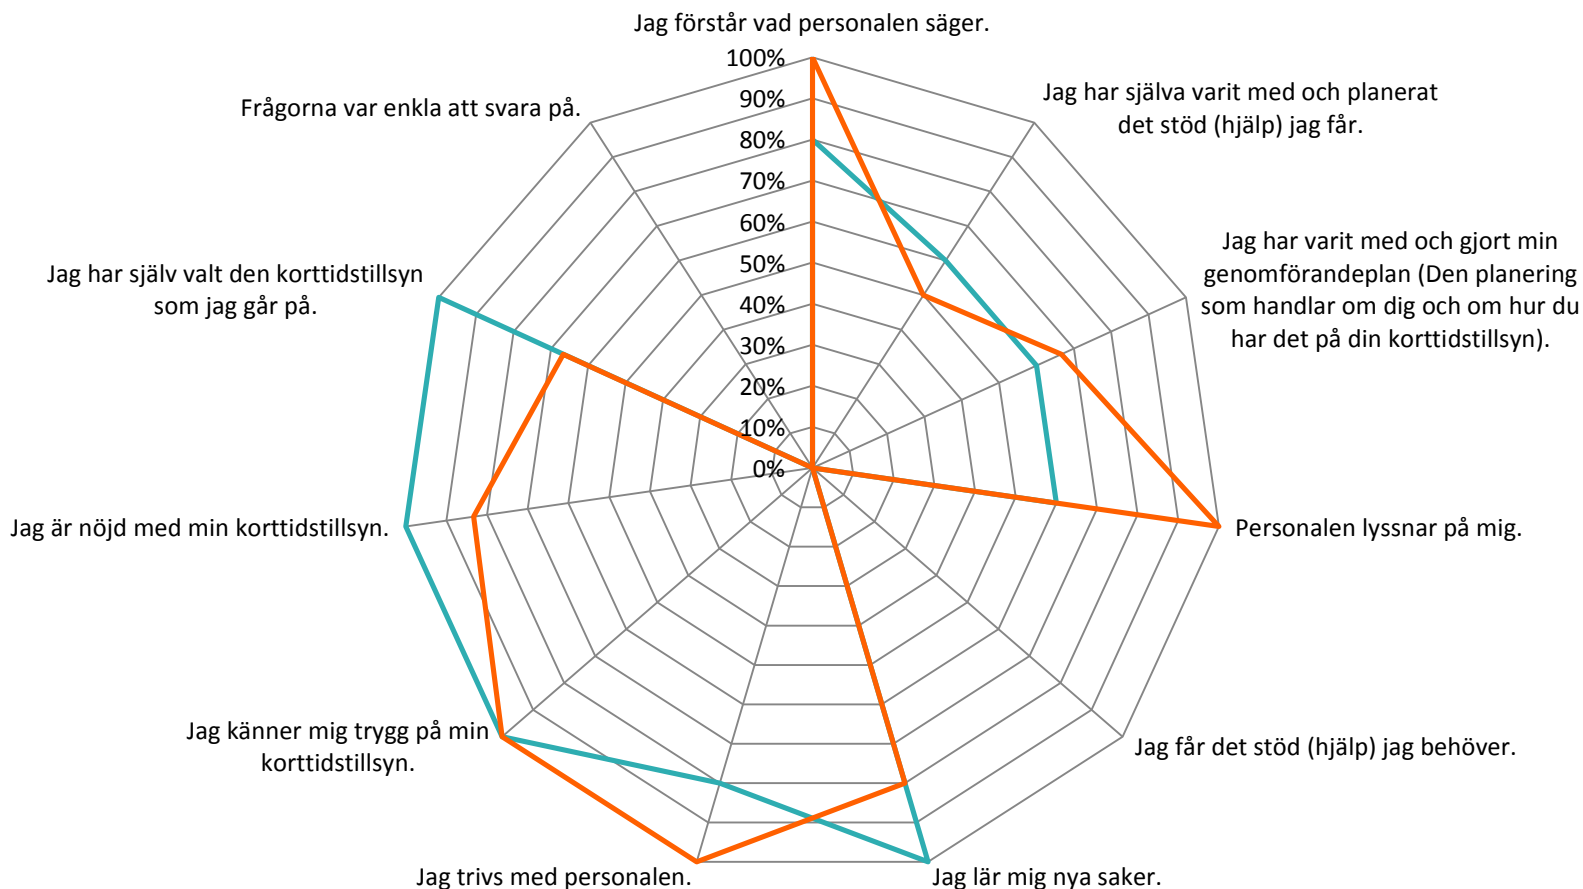 Jag förstår vad personalen säger.
100%
90%
80%
70%
60%
50%
40%
30%
20%
10%
0%
Jag har själva varit med och planerat
det stöd (hjälp) jag får.
Jag har varit med och gjort min
genomförandeplan (Den planering
som handlar om dig och om hur du
har det på din korttidstillsyn).
Personalen lyssnar på mig.
Jag får det stöd (hjälp) jag behöver.
Jag lär mig nya saker.
Jag trivs med personalen.
Jag känner mig trygg på min
korttidstillsyn.
Jag är nöjd med min korttidstillsyn.
Jag har själv valt den korttidstillsyn
som jag går på.
Frågorna var enkla att svara på.